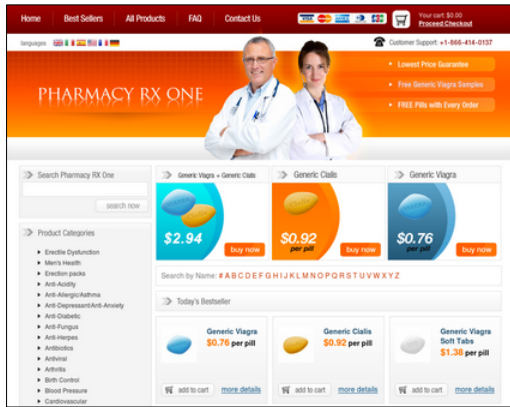 Home Best Sellers All Products FAQ Contact Us
VISA
Your cart: $0.00
Proceed Checkout
languages
Customer Support: +1-866-414-0137
Lowest Price Guarantee
Free Generic Viagra Samples
FREE Pills with Every Order
PHARMACY RX ONE
Search Pharmacy RX One
search now
Product Categories
Erectile Dysfunction
Men's Health
Erection packs
Anti-Acidity
Anti-Allergic/Asthma
Anti-Depressant/Anti-Anxiety
Anti-Diabetic
Anti-Fungus
Anti-Herpes
Antibiotics
Antiviral
Arthritis
Birth Control
Blood Pressure
Cardiovascular
Generic Viagra + Generic Cialis
$2.94
buy now
Generic Cialis
$0.92
per pill
buy now
Generic Viagra
$0.76
per pill
buy now
Search by Name: # A B C D E F G H I J K L M N O P Q R S T U V W X Y Z
Today's Bestseller
Generic Viagra
$0.76 per pill
add to cart more details
Generic Cialis
$0.92 per pill
add to cart more details
Generic Viagra
Soft Tabs
$1.38 per pill
add to cart more details